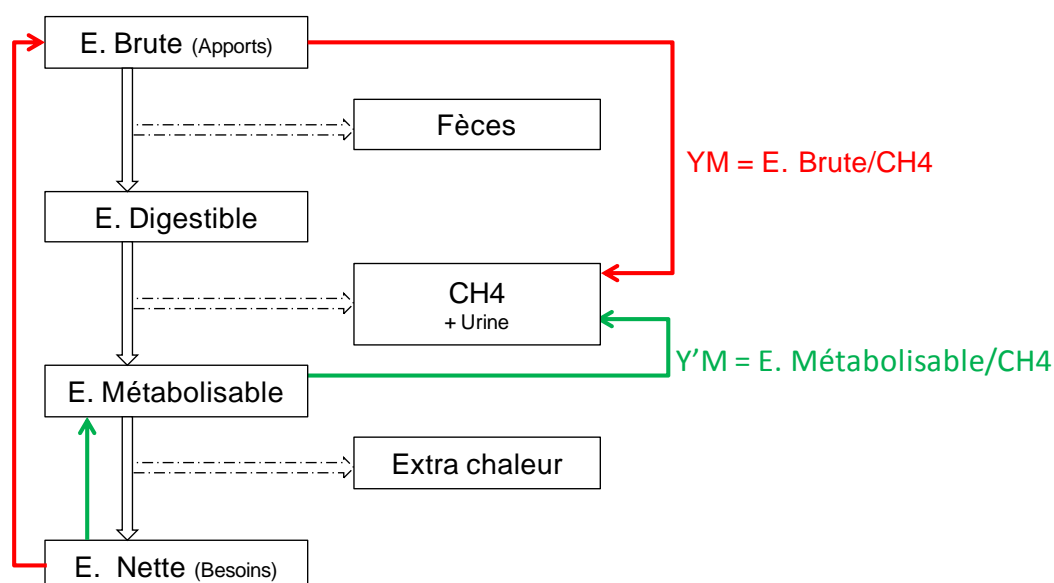 E. Brute (Apports)
Fèces
YM = E. Brute/CH4
E. Digestible
CH4
+ Urine
Y’M = E. Métabolisable/CH4
E. Métabolisable
Extra chaleur
E. Nette (Besoins)